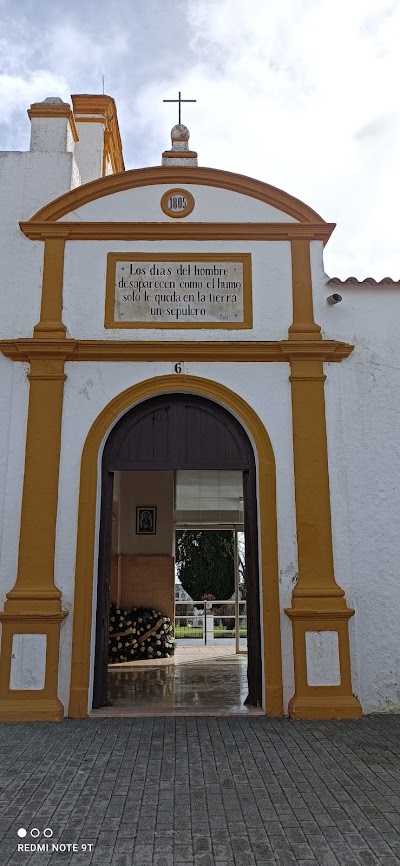 1805
Los días del hombre
desaparecen como el humo
solo le queda en la tierra
un sepulcro
6
REDMI NOTE 9T